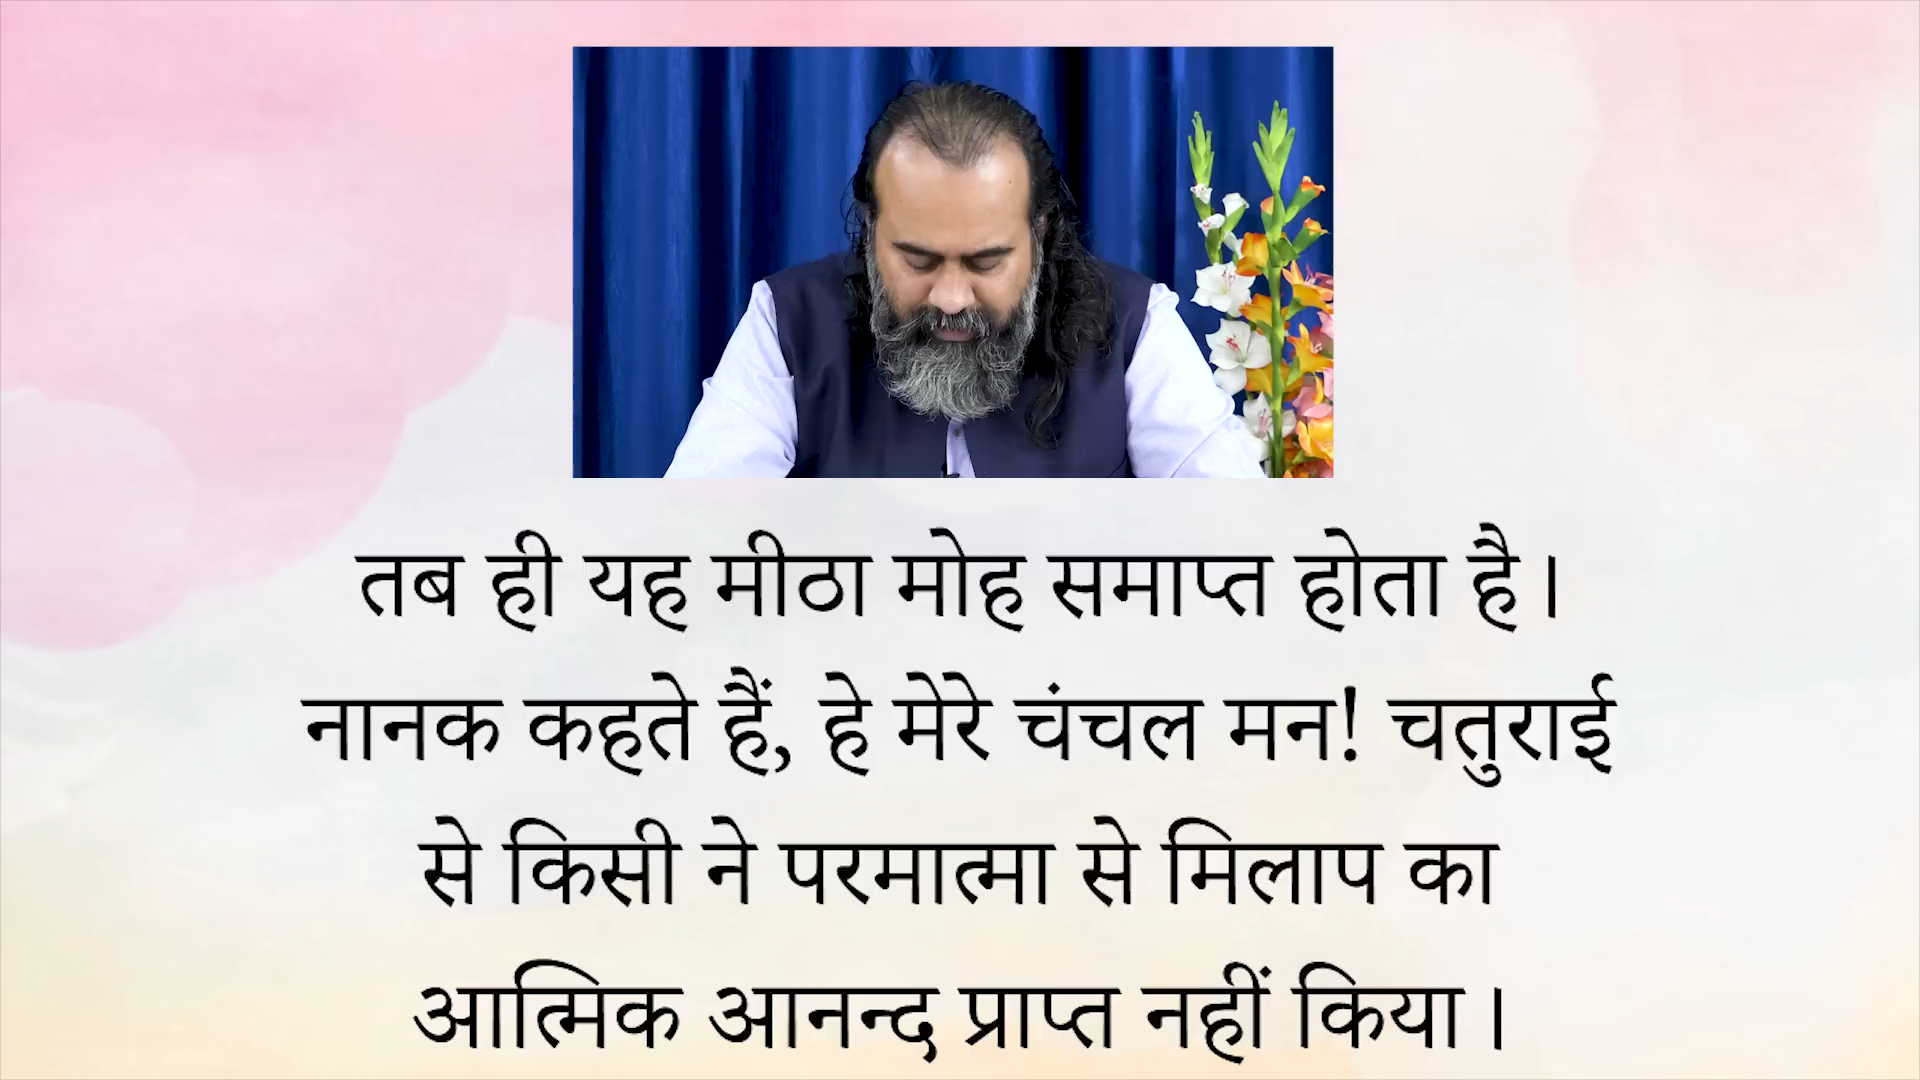 तब ही यह मीठा मोह समाप्त होता है।
नानक कहते हैं, हे मेरे चंचल मन! चतुराई
से किसी ने परमात्मा से मिलाप का
आत्मिक आनन्द प्राप्त नहीं किया।